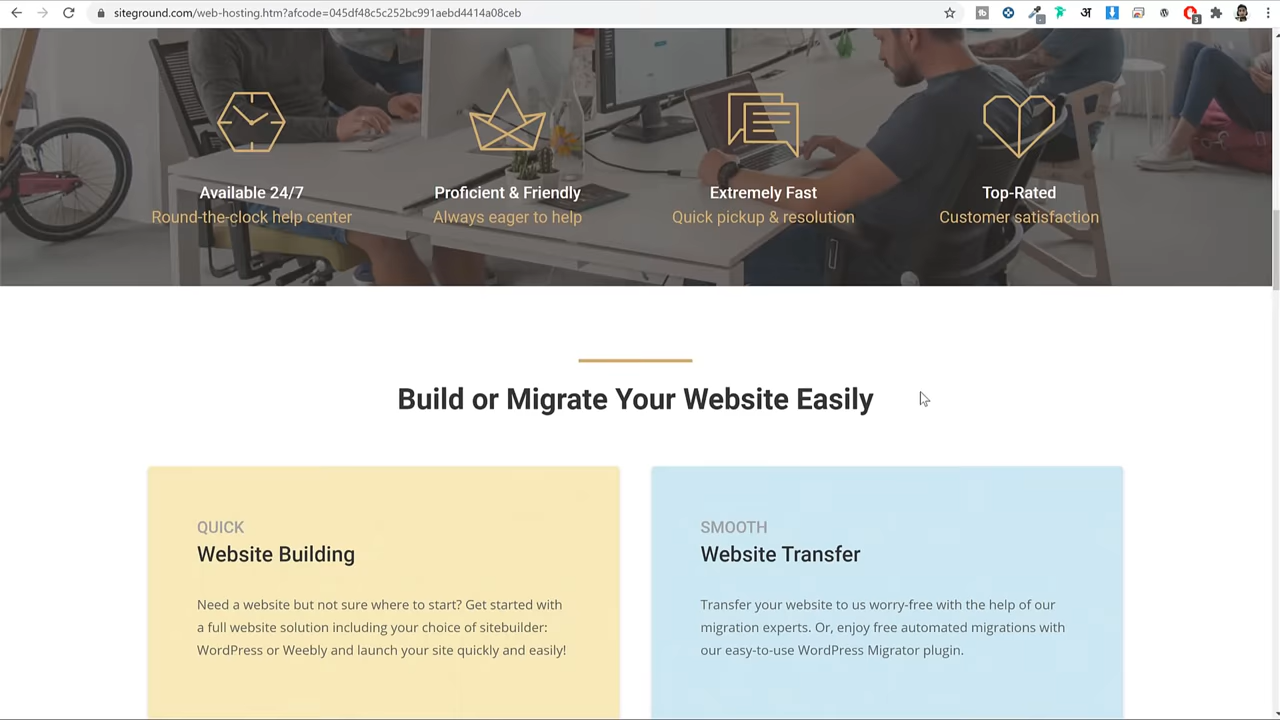 siteground.com/web-hosting.htm?afcode=045df48c5c252bc991aebd4414a08ceb
अ
3
Available 24/7
Round-the-clock help center
Proficient & Friendly
Always eager to help
Extremely Fast
Quick pickup & resolution
Top-Rated
Customer satisfaction
Build or Migrate Your Website Easily
QUICK
Website Building
Need a website but not sure where to start? Get started with
a full website solution including your choice of sitebuilder:
WordPress or Weebly and launch your site quickly and easily!
SMOOTH
Website Transfer
Transfer your website to us worry-free with the help of our
migration experts. Or, enjoy free automated migrations with
our easy-to-use WordPress Migrator plugin.